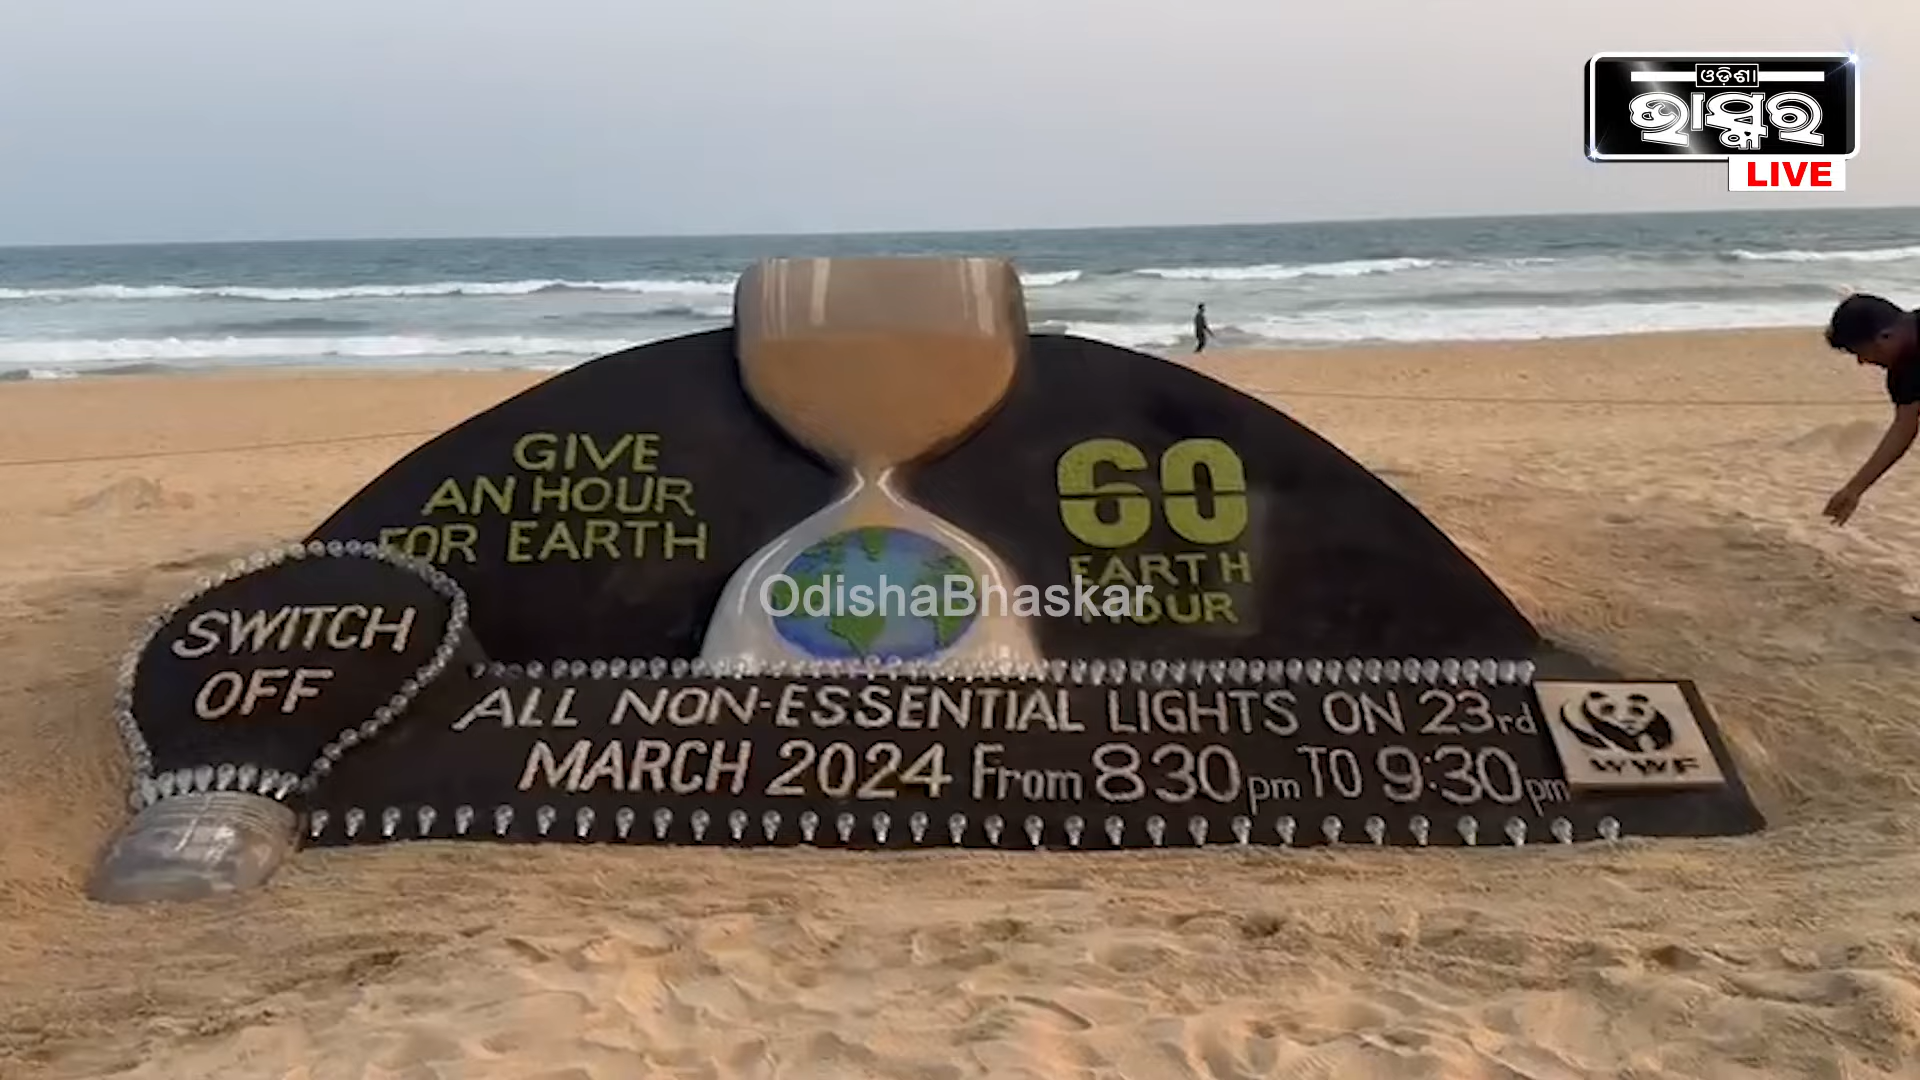 ଓଡ଼ିଶା
ଭାସ୍କର
LIVE
GIVE
AN HOUR
FOR EARTH
60
EARTH
HOUR
OdishaBhaskar
SWITCH
OFF
ALL NON-ESSENTIAL LIGHTS ON 23rd
MARCH 2024 From 830pm TO 9:30pm
WWF